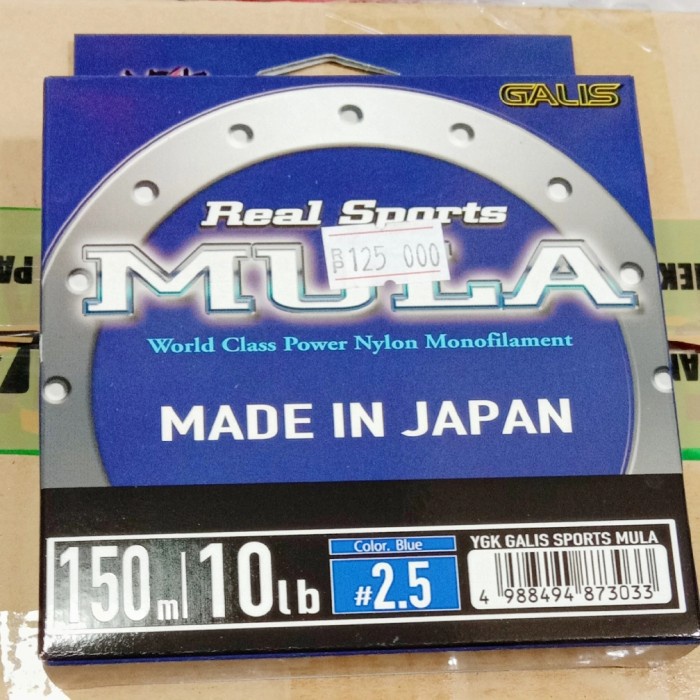 GALIS
Real Sports
MULA
RP 125 000
World Class Power Nylon Monofilament
MADE IN JAPAN
150m 10lb
Color. Blue
#2.5
YGK GALIS SPORTS MULA
4 988494 873033